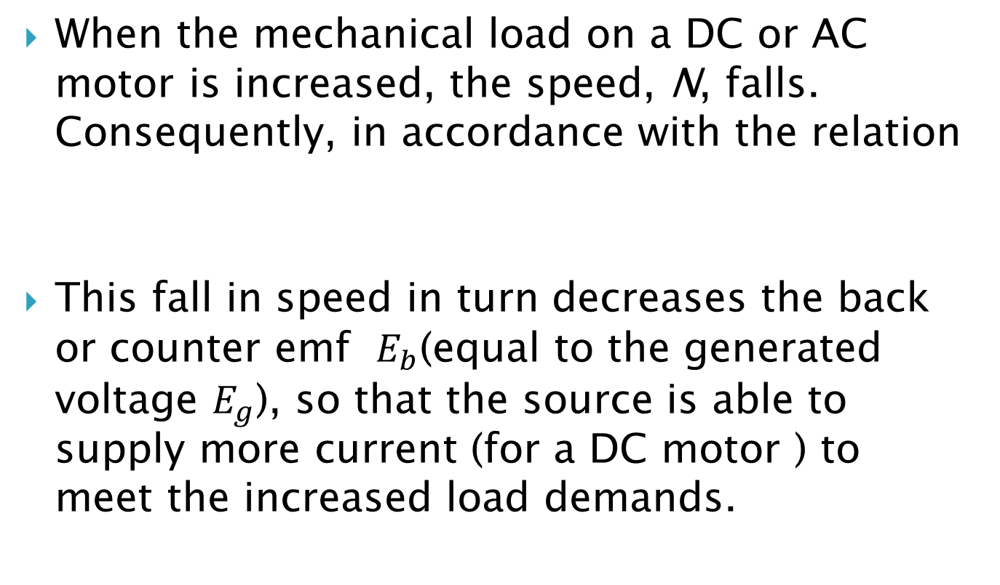 When the mechanical load on a DC or AC
motor is increased, the speed, N, falls.
Consequently, in accordance with the relation
This fall in speed in turn decreases the back
or counter emf E_b(equal to the generated
voltage E_g), so that the source is able to
supply more current (for a DC motor ) to
meet the increased load demands.